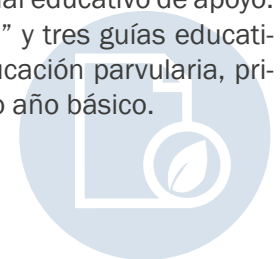 al educativo de apoyo.
” y tres guías educati-
ucación parvularia, pri-
o año básico.